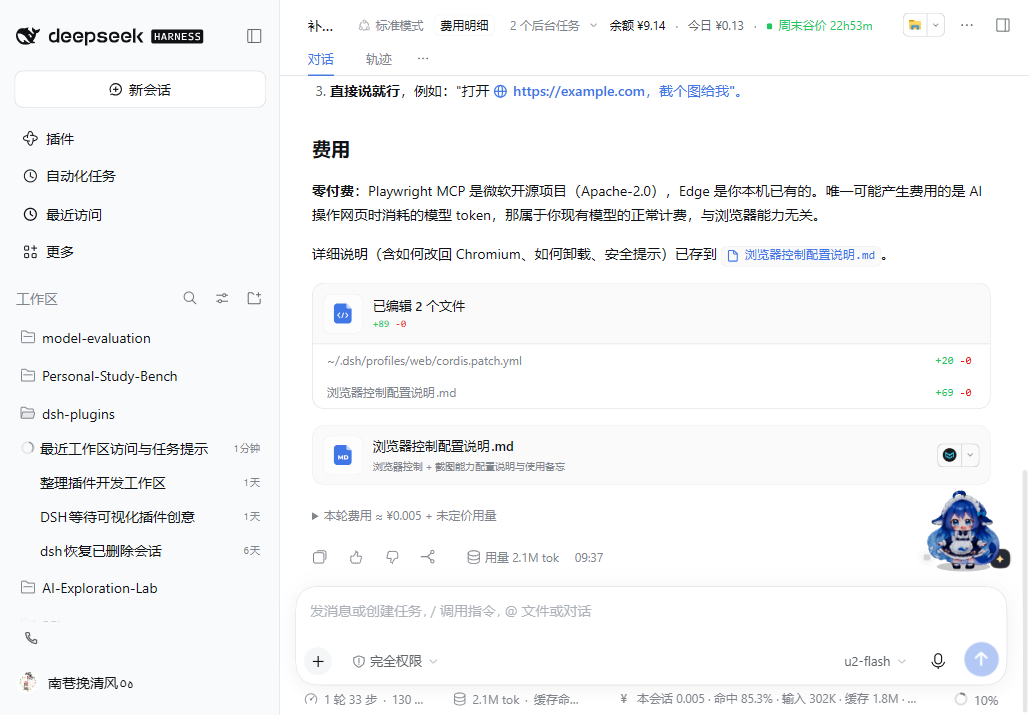 deepseek HARNESS
新会话
插件
自动化任务
最近访问
更多
工作区
model-evaluation
Personal-Study-Bench
dsh-plugins
最近工作区访问与任务提示 1分钟
整理插件开发工作区 1天
DSH等待可视化插件创意 1天
dsh恢复已删除会话 6天
AI-Exploration-Lab
南巷挽清风
补... 标准模式 费用明细 2 个后台任务 余额 ¥9.14 · 今日 ¥0.13 · 周末谷价 22h53m
对话 轨迹 ...
3. 直接说就行，例如："打开 https://example.com，截个图给我"。
费用
零付费：Playwright MCP 是微软开源项目（Apache-2.0），Edge 是你本机已有的。唯一可能产生费用的是 AI
操作网页时消耗的模型 token，那属于你现有模型的正常计费，与浏览器能力无关。
详细说明（含如何改回 Chromium、如何卸载、安全提示）已存到 浏览器控制配置说明.md 。
已编辑 2 个文件
+89 -0
~/.dsh/profiles/web/cordis.patch.yml +20 -0
浏览器控制配置说明.md +69 -0
MD
浏览器控制配置说明.md
浏览器控制 + 截图能力配置说明与使用备忘
本轮费用 ≈ ¥0.005 + 未定价用量
用量 2.1M tok 09:37
发消息或创建任务, / 调用指令, @ 文件或对话
完全权限 u2-flash
1 轮 33 步 · 130 ... 2.1M tok · 缓存命... ¥ 本会话 0.005 · 命中 85.3% · 输入 302K · 缓存 1.8M · ... 10%